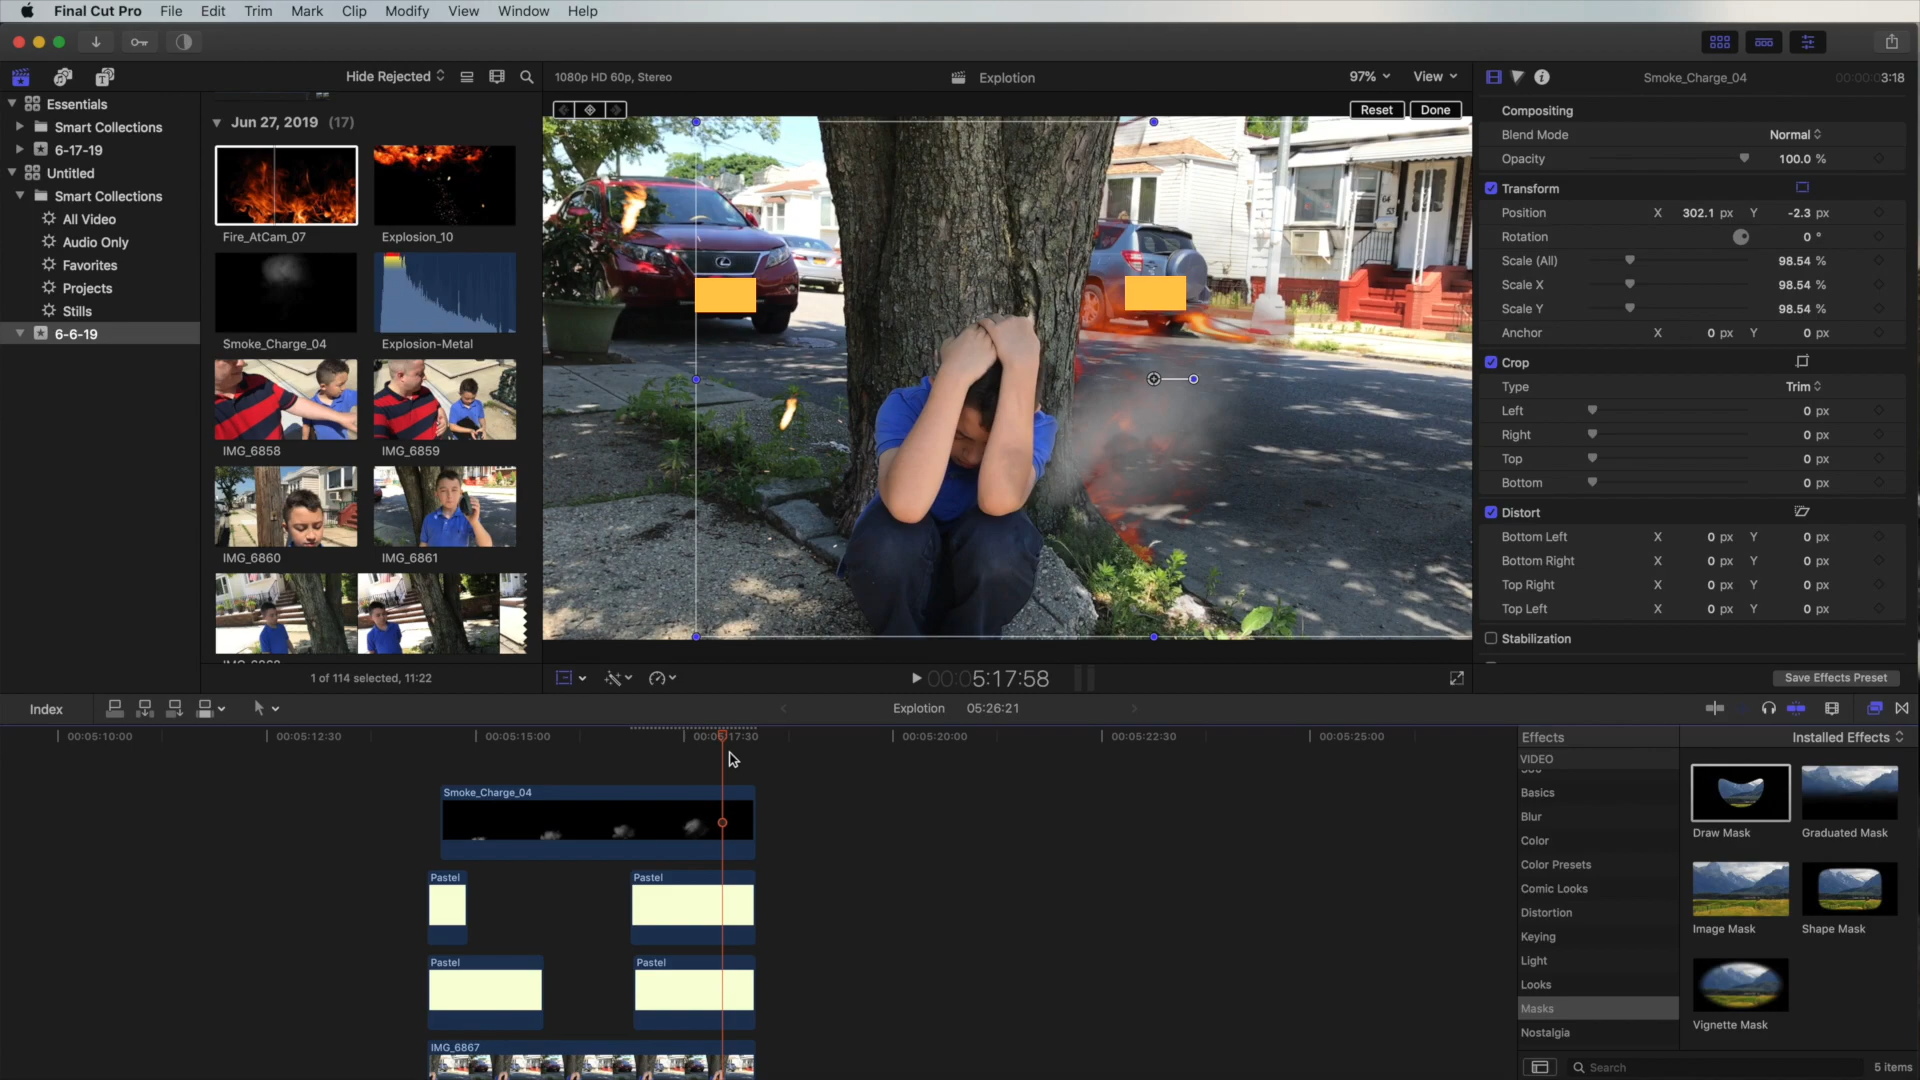 Final Cut Pro File Edit Trim Mark Clip Modify View Window Help
Hide Rejected
1080p HD 60p, Stereo
Explotion
97% View
Smoke_Charge_04
00:00:03:18
Essentials
Smart Collections
6-17-19
Untitled
Smart Collections
All Video
Audio Only
Favorites
Projects
Stills
6-6-19
Jun 27, 2019 (17)
Fire_AtCam_07
Explosion_10
Smoke_Charge_04
Explosion-Metal
IMG_6858
IMG_6859
IMG_6860
IMG_6861
1 of 114 selected, 11:22
Reset Done
00:05:17:58
Compositing
Blend Mode Normal
Opacity 100.0 %
Transform
Position X 302.1 px Y -2.3 px
Rotation 0 °
Scale (All) 98.54 %
Scale X 98.54 %
Scale Y 98.54 %
Anchor X 0 px Y 0 px
Crop
Type Trim
Left 0 px
Right 0 px
Top 0 px
Bottom 0 px
Distort
Bottom Left X 0 px Y 0 px
Bottom Right X 0 px Y 0 px
Top Right X 0 px Y 0 px
Top Left X 0 px Y 0 px
Stabilization
Save Effects Preset
Index
Explotion 05:26:21
00:05:10:00 00:05:12:30 00:05:15:00 00:05:17:30 00:05:20:00 00:05:22:30 00:05:25:00
Smoke_Charge_04
Pastel Pastel
Pastel Pastel
IMG_6867
Effects
Installed Effects
VIDEO
Basics
Blur
Color
Color Presets
Comic Looks
Distortion
Keying
Light
Looks
Masks
Nostalgia
Draw Mask
Graduated Mask
Image Mask
Shape Mask
Vignette Mask
Search
5 items